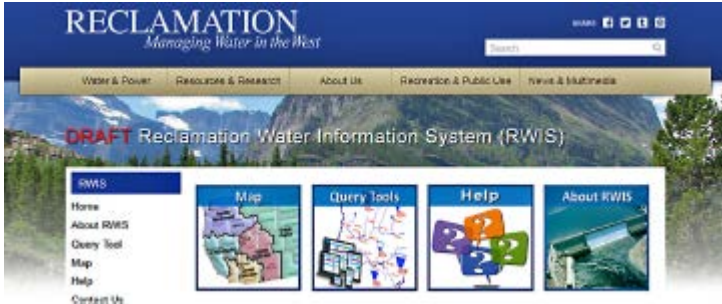 RECLAMATION
Managing Water in the West
SHARE
Search
Water & Power Resources & Research About Us Recreation & Public Use News & Multimedia
DRAFT Reclamation Water Information System (RWIS)
RWIS
Map Query Tools Help About RWIS
Home
About RWIS
Query Tool
Map
Help
Contact Us